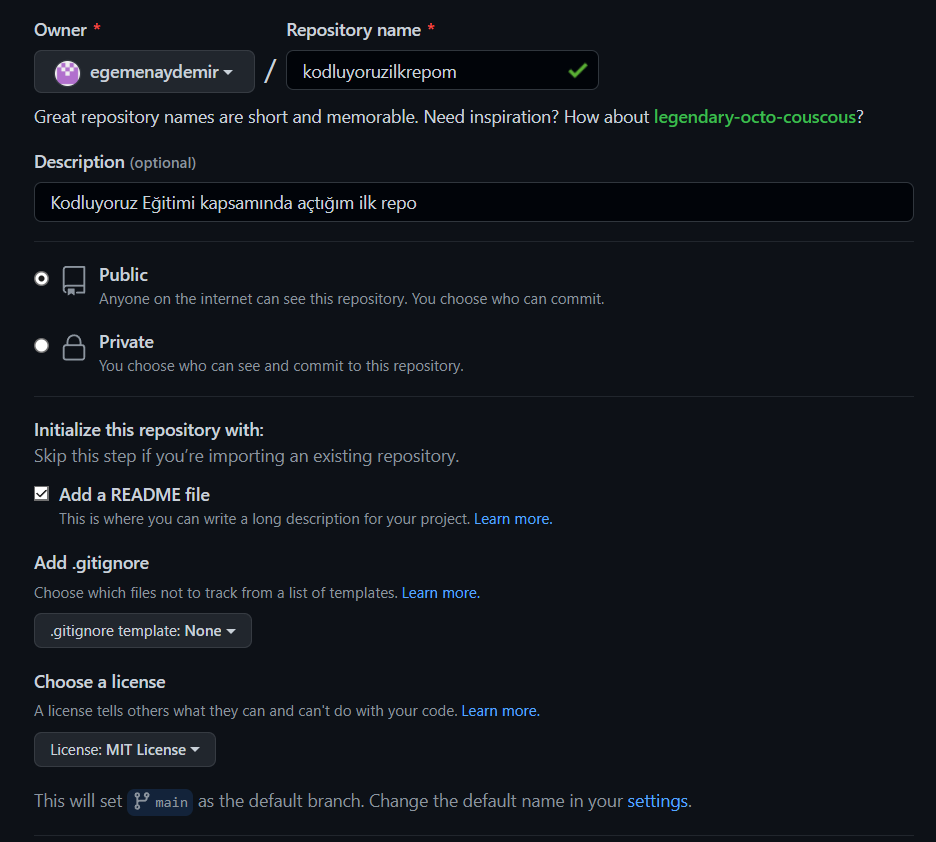 Owner *
Repository name *
egemenaydemir / kodluyoruzilkrepom
Great repository names are short and memorable. Need inspiration? How about legendary-octo-couscous?
Description (optional)
Kodluyoruz Eğitimi kapsamında açtığım ilk repo
Public
Anyone on the internet can see this repository. You choose who can commit.
Private
You choose who can see and commit to this repository.
Initialize this repository with:
Skip this step if you're importing an existing repository.
Add a README file
This is where you can write a long description for your project. Learn more.
Add .gitignore
Choose which files not to track from a list of templates. Learn more.
.gitignore template: None
Choose a license
A license tells others what they can and can't do with your code. Learn more.
License: MIT License
This will set main as the default branch. Change the default name in your settings.